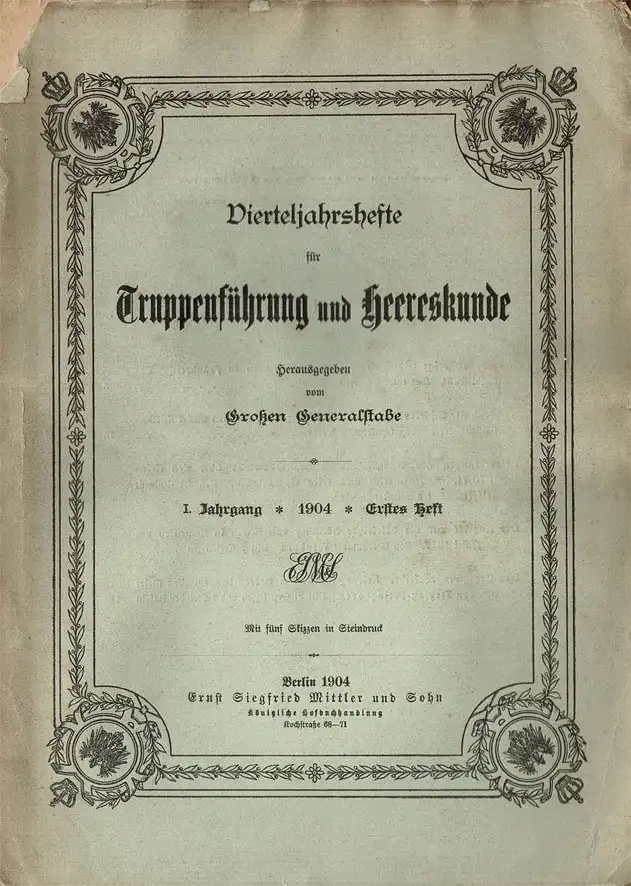 Vierteljahrshefte
für
Truppenführung und Heereskunde
Herausgegeben
vom
Großen Generalstabe
I. Jahrgang * 1904 * Erstes Heft
Mit fünf Skizzen in Steindruck
Berlin 1904
Ernst Siegfried Mittler und Sohn
Königliche Hofbuchhandlung
Kochstraße 68—71